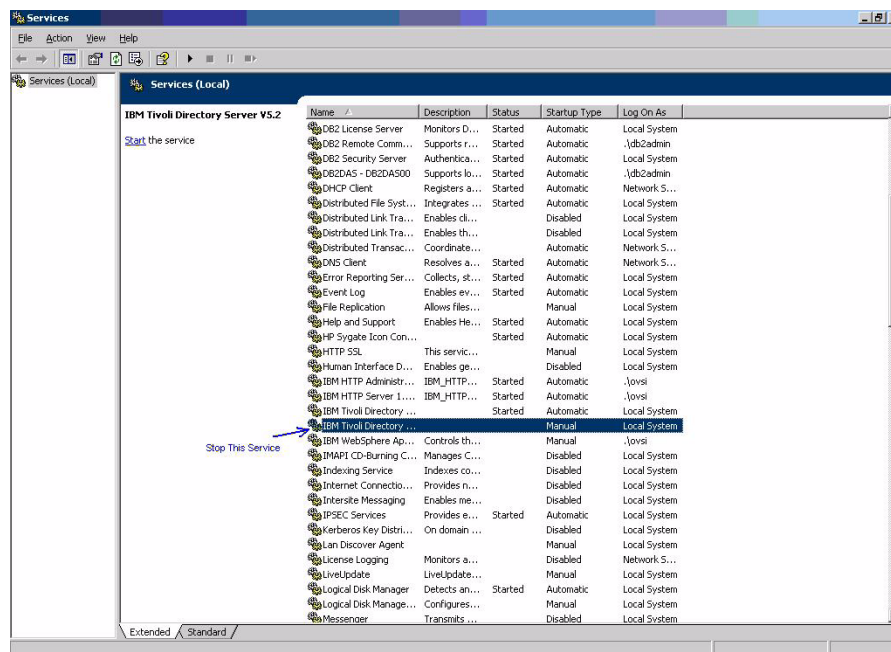 Services
File Action View Help
Services (Local)
Services (Local)
IBM Tivoli Directory Server V5.2
Start the service
Name Description Status Startup Type Log On As
DB2 License Server Monitors D... Started Automatic Local System
DB2 Remote Comm... Supports r... Started Automatic .\db2admin
DB2 Security Server Authentica... Started Automatic Local System
DB2DAS - DB2DAS00 Supports lo... Started Automatic .\db2admin
DHCP Client Registers a... Started Automatic Network S...
Distributed File Syst... Integrates ... Started Automatic Local System
Distributed Link Tra... Enables cli... Disabled Local System
Distributed Link Tra... Enables th... Disabled Local System
Distributed Transac... Coordinate... Automatic Network S...
DNS Client Resolves a... Started Automatic Network S...
Error Reporting Ser... Collects, st... Started Automatic Local System
Event Log Enables ev... Started Automatic Local System
File Replication Allows files... Manual Local System
Help and Support Enables He... Started Automatic Local System
HP Sygate Icon Con... Started Automatic Local System
HTTP SSL This servic... Manual Local System
Human Interface D... Enables ge... Disabled Local System
IBM HTTP Administr... IBM_HTTP... Started Automatic .\ovsi
IBM HTTP Server 1.... IBM_HTTP... Started Automatic .\ovsi
IBM Tivoli Directory ... Started Automatic Local System
IBM Tivoli Directory ... Manual Local System
Stop This Service
IBM WebSphere Ap... Controls th... Manual .\ovsi
IMAPI CD-Burning C... Manages C... Disabled Local System
Indexing Service Indexes co... Disabled Local System
Internet Connectio... Provides n... Disabled Local System
Intersite Messaging Enables me... Disabled Local System
IPSEC Services Provides e... Started Automatic Local System
Kerberos Key Distri... On domain ... Disabled Local System
Lan Discover Agent Manual Local System
License Logging Monitors a... Disabled Network S...
LiveUpdate LiveUpdate... Manual Local System
Logical Disk Manager Detects an... Started Automatic Local System
Logical Disk Manage... Configures... Manual Local System
Messenger Transmits ... Disabled Local System
Extended Standard